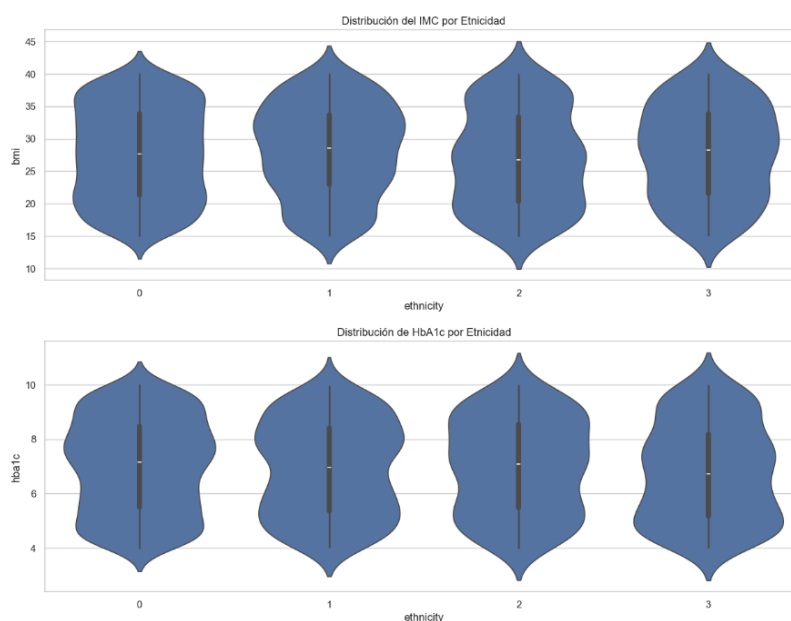 Distribución del IMC por Etnicidad
45
40
35
30
25
20
15
10
bmi
0 1 2 3
ethnicity
Distribución de HbA1c por Etnicidad
10
8
6
4
hba1c
0 1 2 3
ethnicity